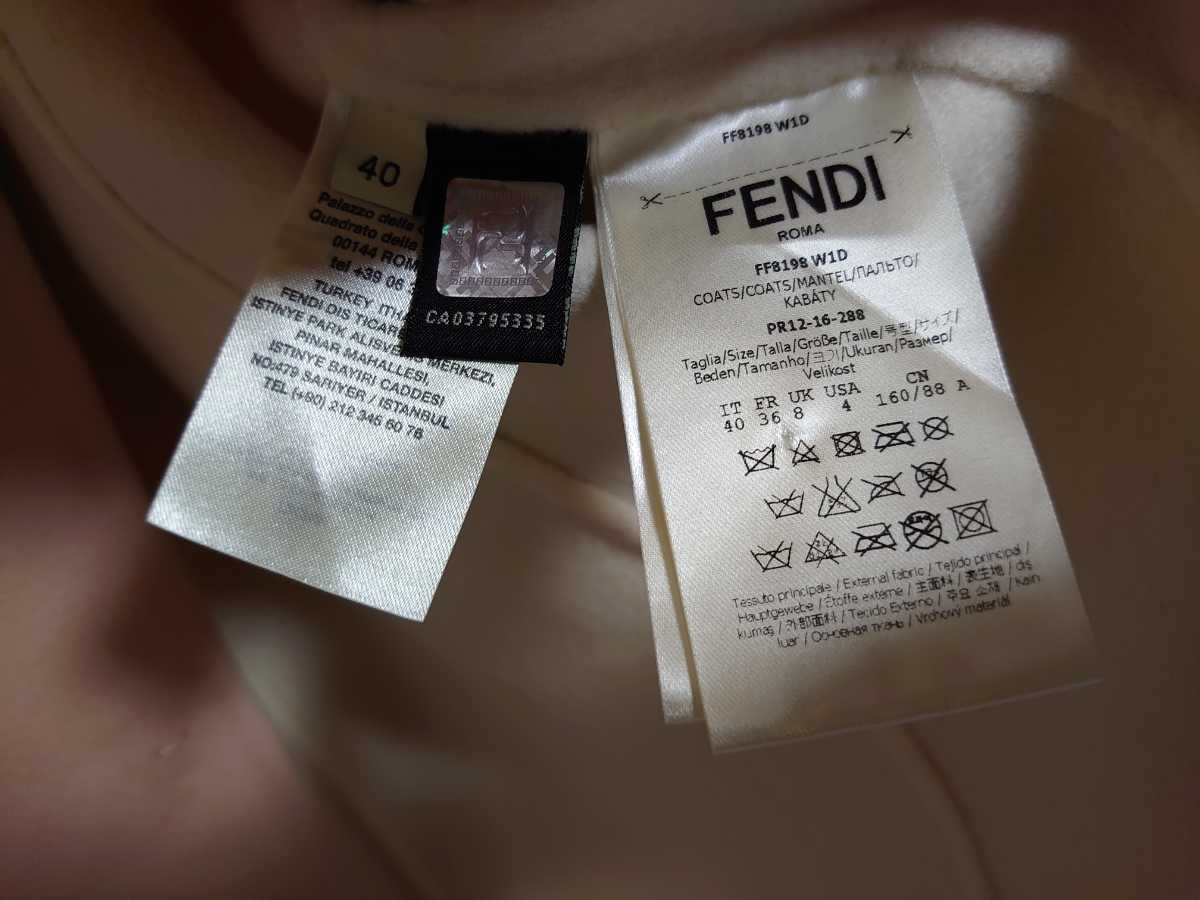 40
Palazzo della
Quadrato della
00144 ROM
tel +39 06
TURKEY
FENDI DIS TICAR
ISTINYE PARK ALISVERIS MERKEZI,
PINAR MAHALLESI,
ISTINYE BAYIRI CADDESI
NO:479 SARIYER / ISTANBUL
TEL (+90) 212 345 60 76
CA03795335
FF8198 W1D
FENDI
ROMA
FF8198 W1D
COATS/COATS/MANTEL/ПАЛЬТО/
KABÁTY
PR12-16-288
Taglia/Size/Talla/Größe/Taille/号型/サイズ/
Beden/Tamanho/크기/Ukuran/Размер/
Velikost
IT FR UK USA CN
40 36 8 4 160/88 A
Tessuto principale / External fabric / Tejido principal /
Hauptgewebe / Étoffe externe / 主面料 / 表生地 / dış
kumaş / 外部面料 / Tecido Externo / 주요 소재 / Kain
luar / Основная ткань / Vrchový materiál